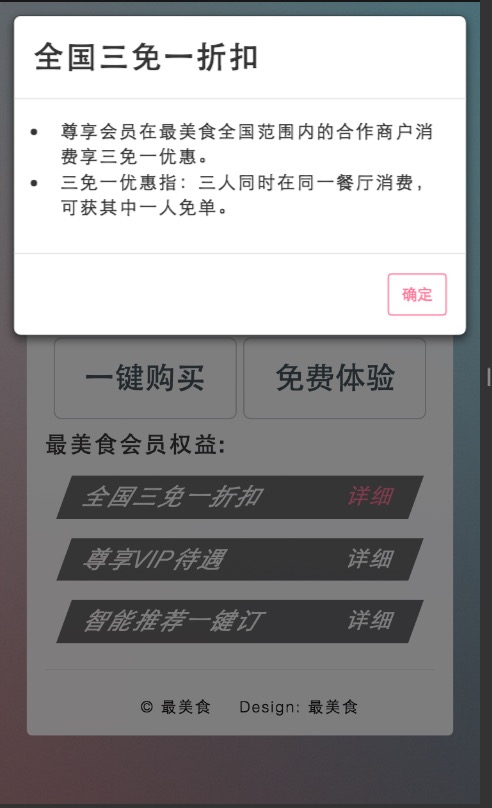 全国三免一折扣
尊享会员在最美食全国范围内的合作商户消
费享三免一优惠。
三免一优惠指：三人同时在同一餐厅消费，
可获其中一人免单。
确定
一键购买 免费体验
最美食会员权益:
全国三免一折扣 详细
尊享VIP待遇 详细
智能推荐一键订 详细
© 最美食 Design: 最美食